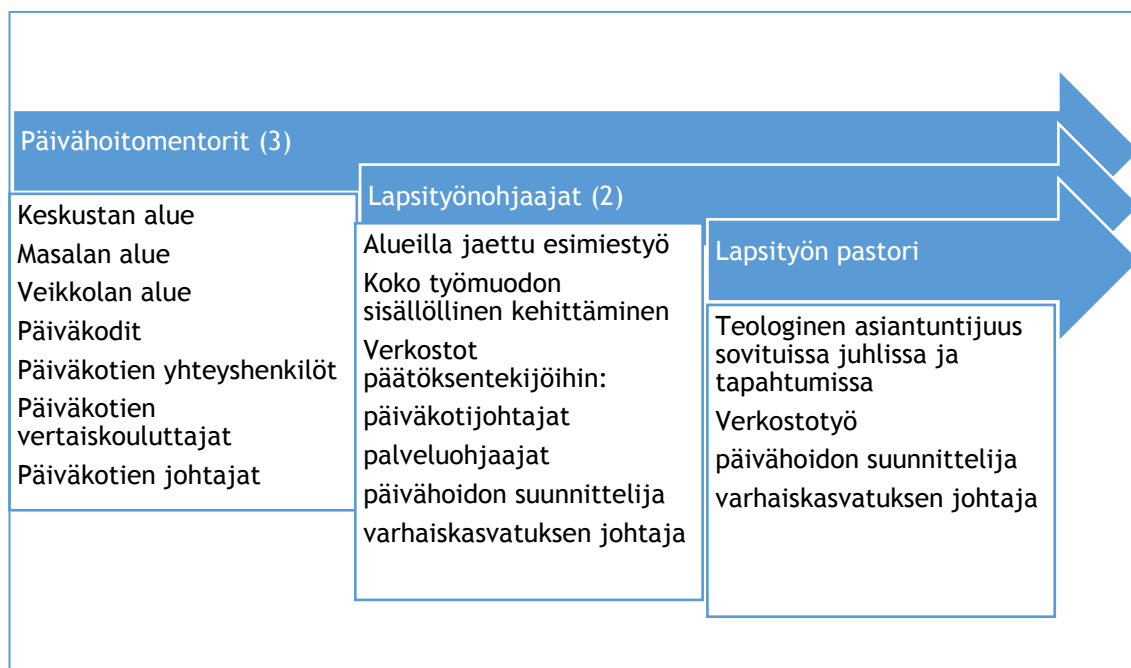 Päivähoitomentorit (3)
Keskustan alue
Masalan alue
Veikkolan alue
Päiväkodit
Päiväkotien yhteyshenkilöt
Päiväkotien
vertaiskouluttajat
Päiväkotien johtajat
Lapsityönohjaajat (2)
Alueilla jaettu esimiestyö
Koko työmuodon
sisällöllinen kehittäminen
Verkostot
päätöksentekijöihin:
päiväkotijohtajat
palveluohjaajat
päivähoidon suunnittelija
varhaiskasvatuksen johtaja
Lapsityön pastori
Teologinen asiantuntijuus
sovituissa juhlissa ja
tapahtumissa
Verkostotyö
päivähoidon suunnittelija
varhaiskasvatuksen johtaja